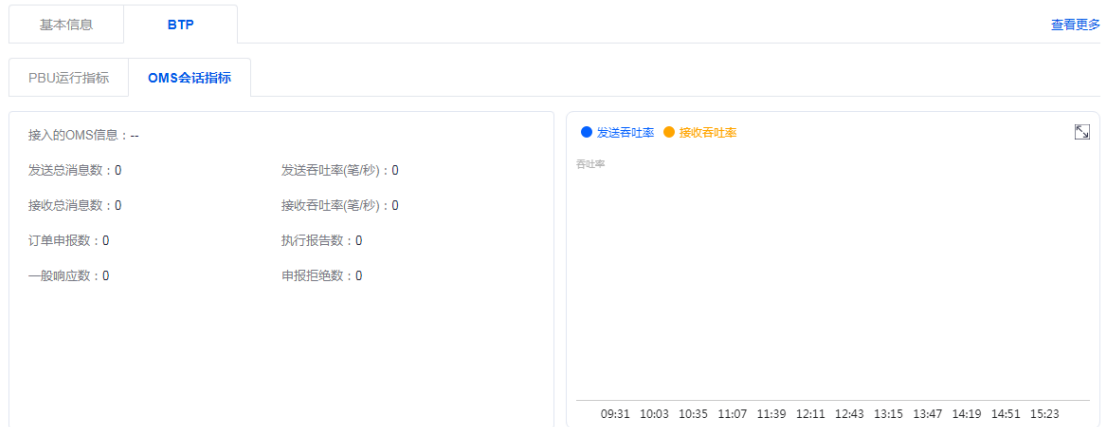 基本信息 BTP 查看更多
PBU运行指标 OMS会话指标
接入的OMS信息：--
发送总消息数：0 发送吞吐率(笔/秒)：0
接收总消息数：0 接收吞吐率(笔/秒)：0
订单申报数：0 执行报告数：0
一般响应数：0 申报拒绝数：0
发送吞吐率 接收吞吐率
吞吐率
09:31 10:03 10:35 11:07 11:39 12:11 12:43 13:15 13:47 14:19 14:51 15:23